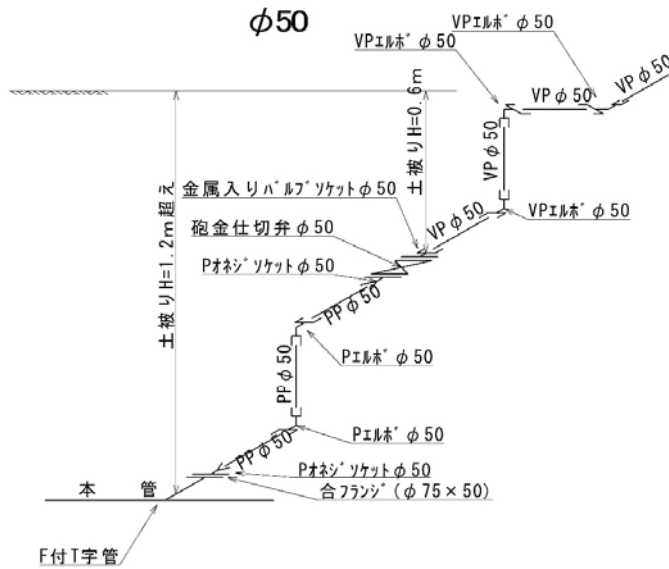 φ50
VPエルボφ50
VPエルボφ50
VPφ50
VPφ50
土被りH=0.6m
VPφ50
金属入りバルブソケットφ50
VPφ50
VPエルボφ50
砲金仕切弁φ50
Pオネジソケットφ50
土被りH=1.2m超え
PPφ50
Pエルボφ50
PPφ50
Pエルボφ50
PPφ50
Pオネジソケットφ50
本 管
合フランジ(φ75×50)
F付T字管